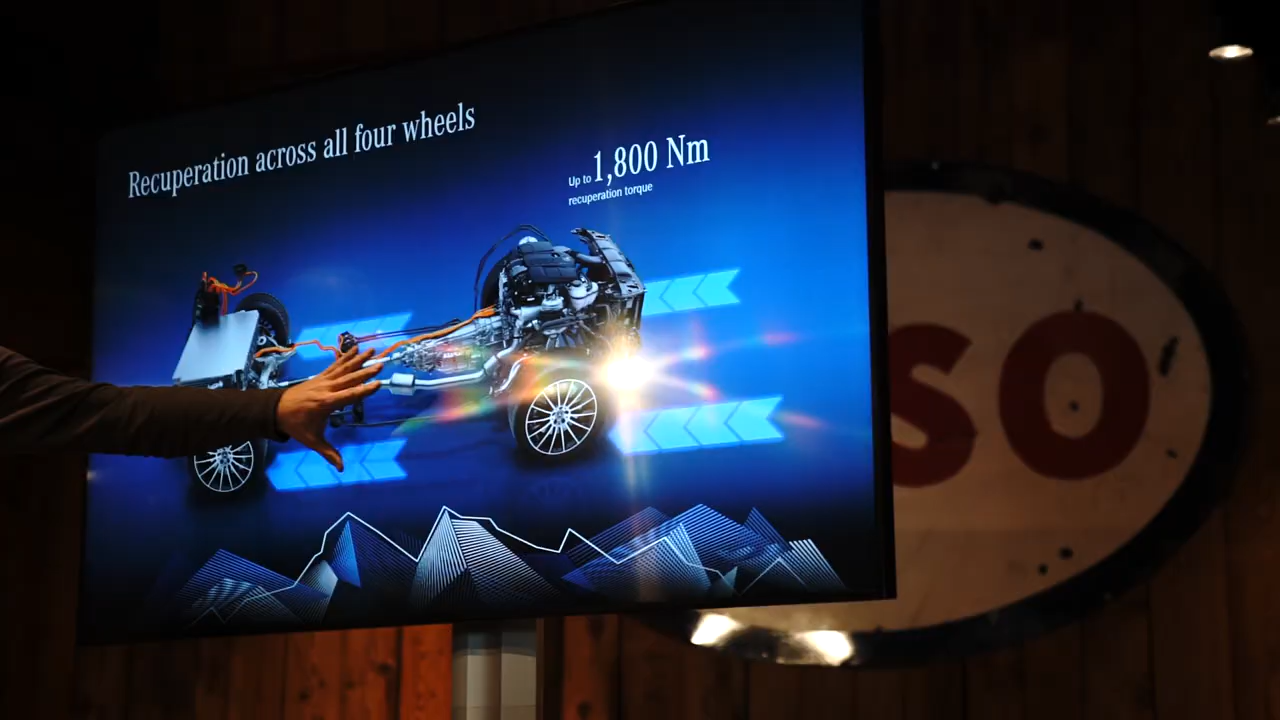 Recuperation across all four wheels
Up to 1,800 Nm
recuperation torque
SO